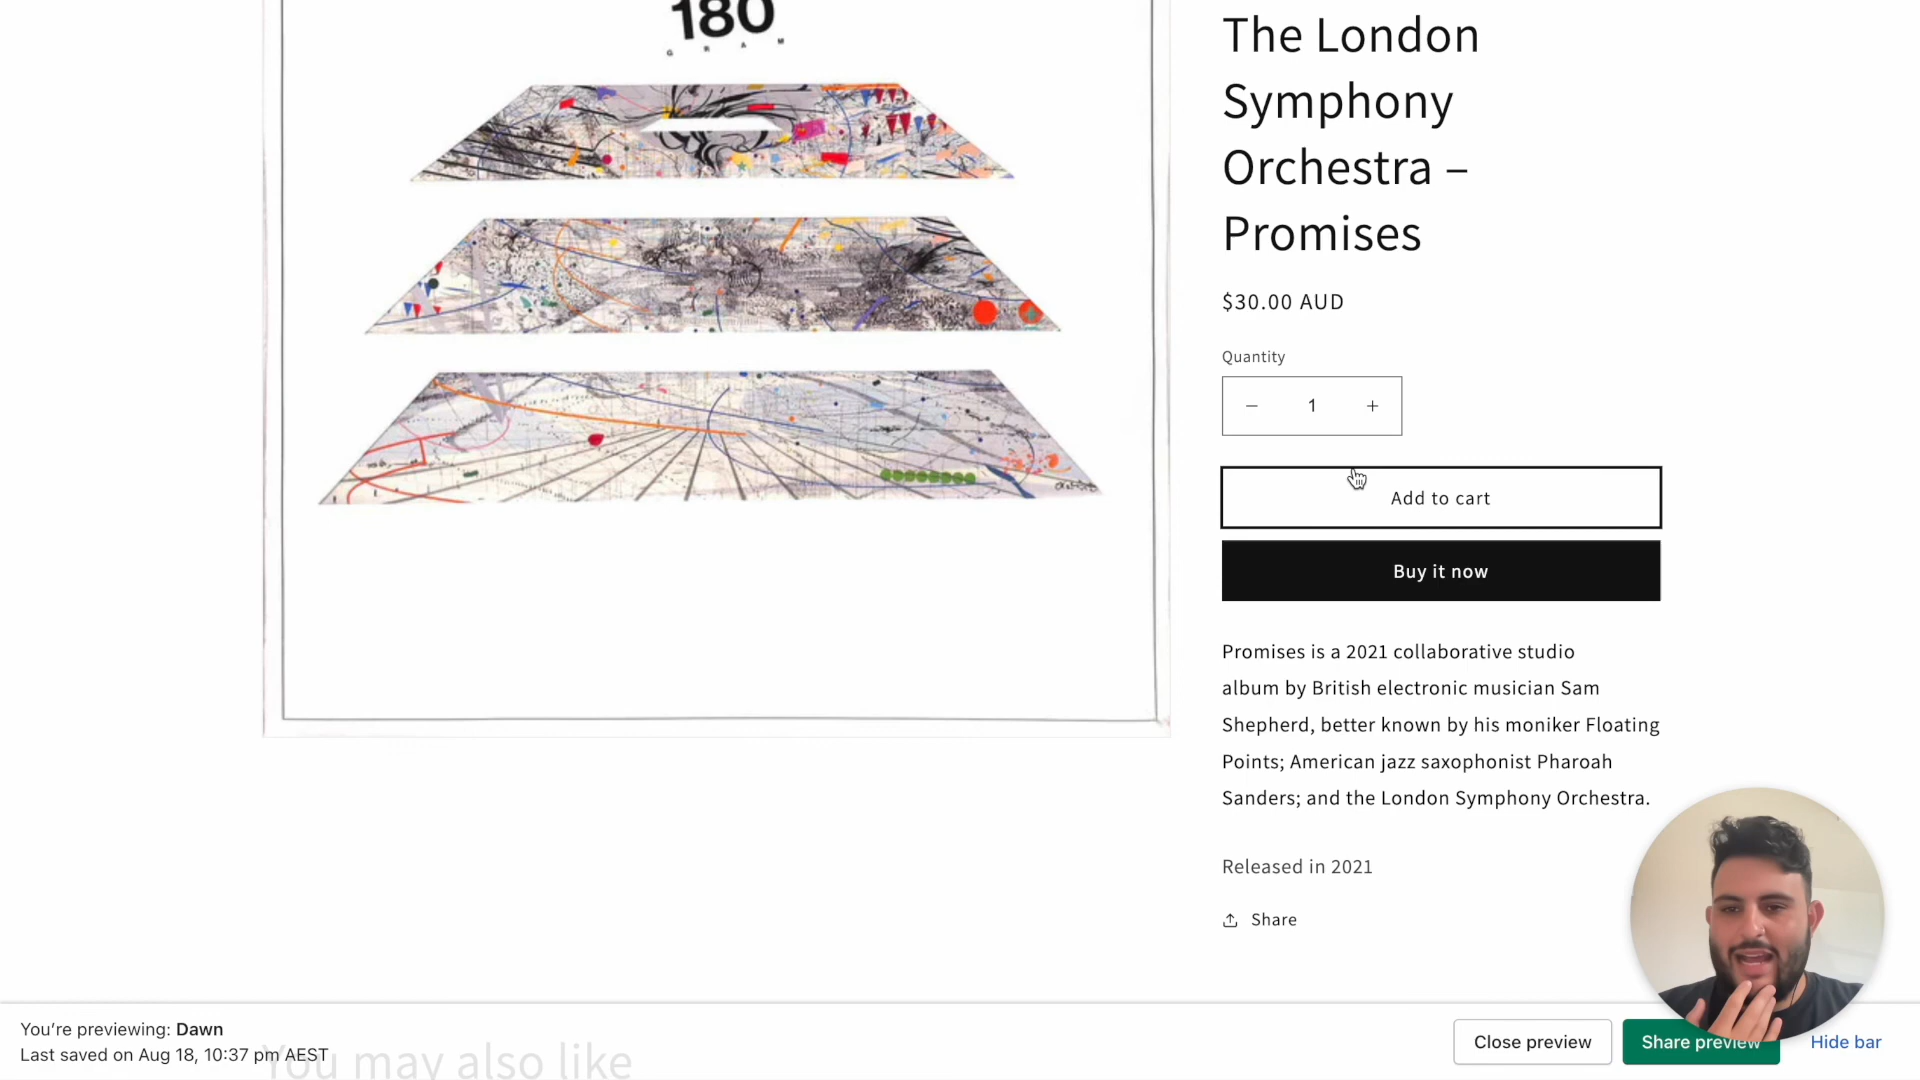 180
G R A M
The London
Symphony
Orchestra –
Promises
$30.00 AUD
Quantity
− 1 +
Add to cart
Buy it now
Promises is a 2021 collaborative studio
album by British electronic musician Sam
Shepherd, better known by his moniker Floating
Points; American jazz saxophonist Pharoah
Sanders; and the London Symphony Orchestra.
Released in 2021
Share
You’re previewing: Dawn
Last saved on Aug 18, 10:37 pm AEST
You may also like
Close preview
Share preview
Hide bar